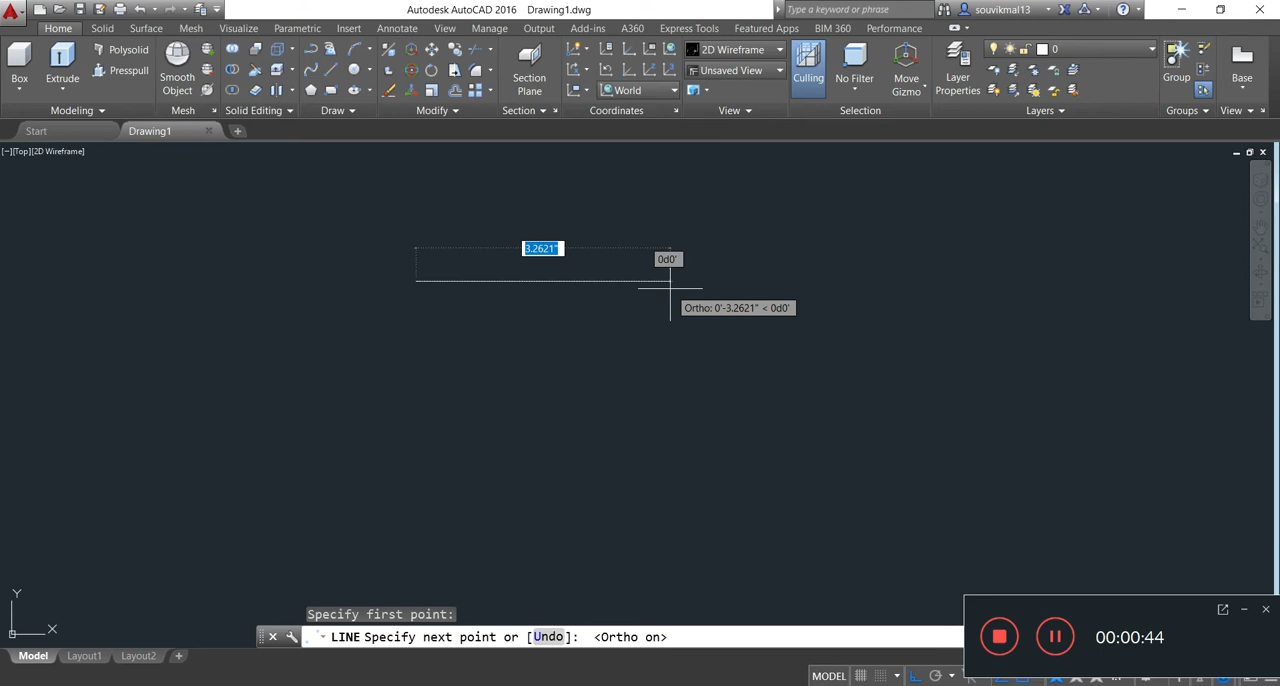 Autodesk AutoCAD 2016 Drawing1.dwg
Type a keyword or phrase
souvikmal13
Home Solid Surface Mesh Visualize Parametric Insert Annotate View Manage Output Add-ins A360 Express Tools Featured Apps BIM 360 Performance
Box
Extrude
Polysolid
Presspull
Smooth
Object
Section
Plane
2D Wireframe
Unsaved View
World
Culling
No Filter
Move
Gizmo
Layer
Properties
0
Group
Base
Modeling
Mesh
Solid Editing
Draw
Modify
Section
Coordinates
View
Selection
Layers
Groups
View
Start
Drawing1
[−][Top][2D Wireframe]
3.2621"
0d0'
Ortho: 0'-3.2621" < 0d0'
Y
X
Specify first point:
LINE Specify next point or [Undo]: <Ortho on>
00:00:44
Model Layout1 Layout2
MODEL